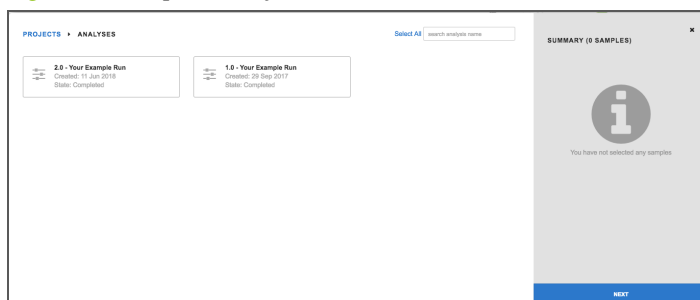 PROJECTS ▸ ANALYSES
Select All
search analysis name
2.0 - Your Example Run
Created: 11 Jun 2018
State: Completed
1.0 - Your Example Run
Created: 29 Sep 2017
State: Completed
SUMMARY (0 SAMPLES)
You have not selected any samples
NEXT